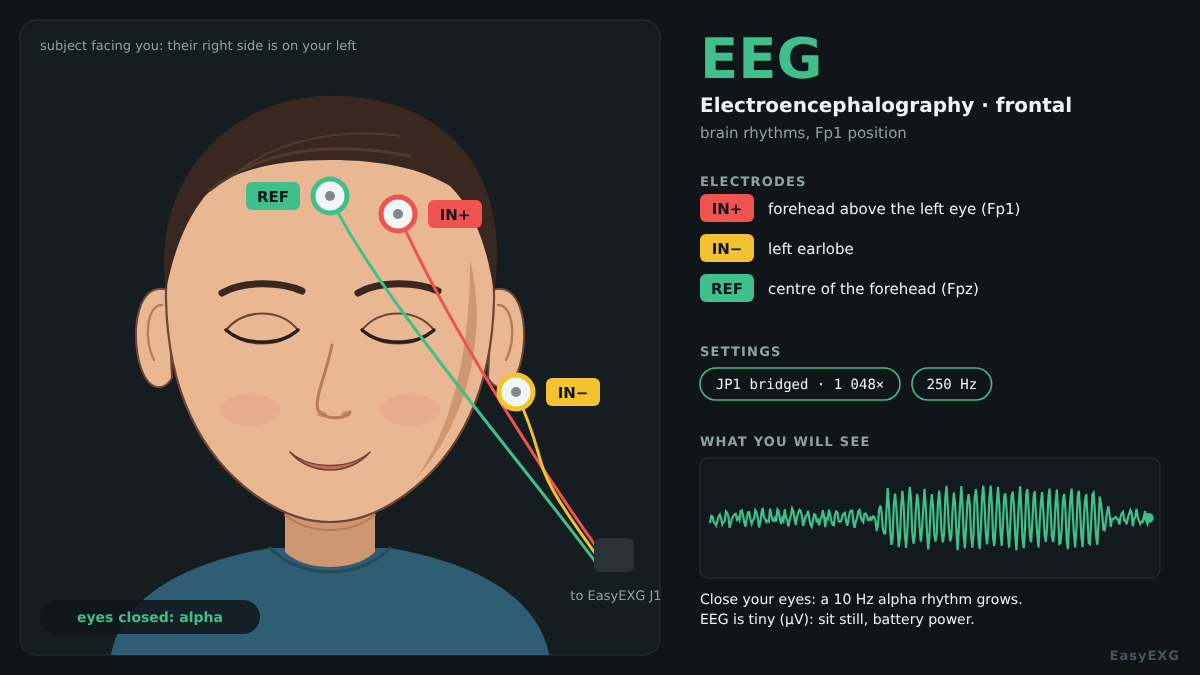 subject facing you: their right side is on your left
REF
IN+
IN−
to EasyEXG J1
eyes closed: alpha
EEG
Electroencephalography · frontal
brain rhythms, Fp1 position
ELECTRODES
IN+ forehead above the left eye (Fp1)
IN− left earlobe
REF centre of the forehead (Fpz)
SETTINGS
JP1 bridged · 1 048× 250 Hz
WHAT YOU WILL SEE
Close your eyes: a 10 Hz alpha rhythm grows.
EEG is tiny (µV): sit still, battery power.
EasyEXG